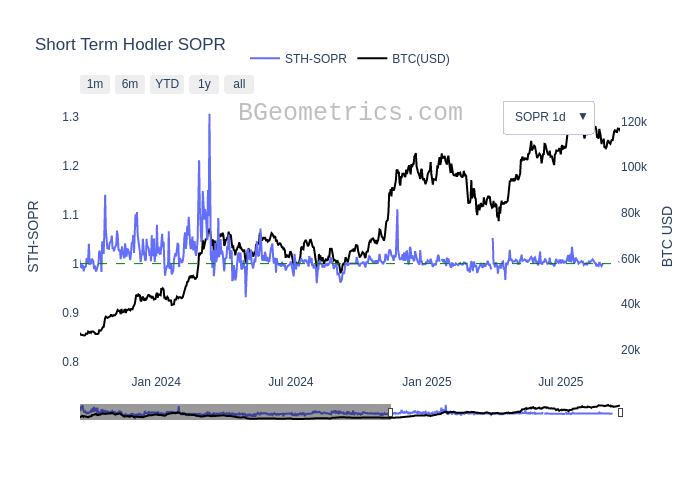 Short Term Hodler SOPR
STH-SOPR BTC(USD)
1m 6m YTD 1y all
BGeometrics.com
SOPR 1d ▼
1.3
1.2
1.1
1
0.9
0.8
STH-SOPR
120k
100k
80k
60k
40k
20k
BTC USD
Jan 2024 Jul 2024 Jan 2025 Jul 2025